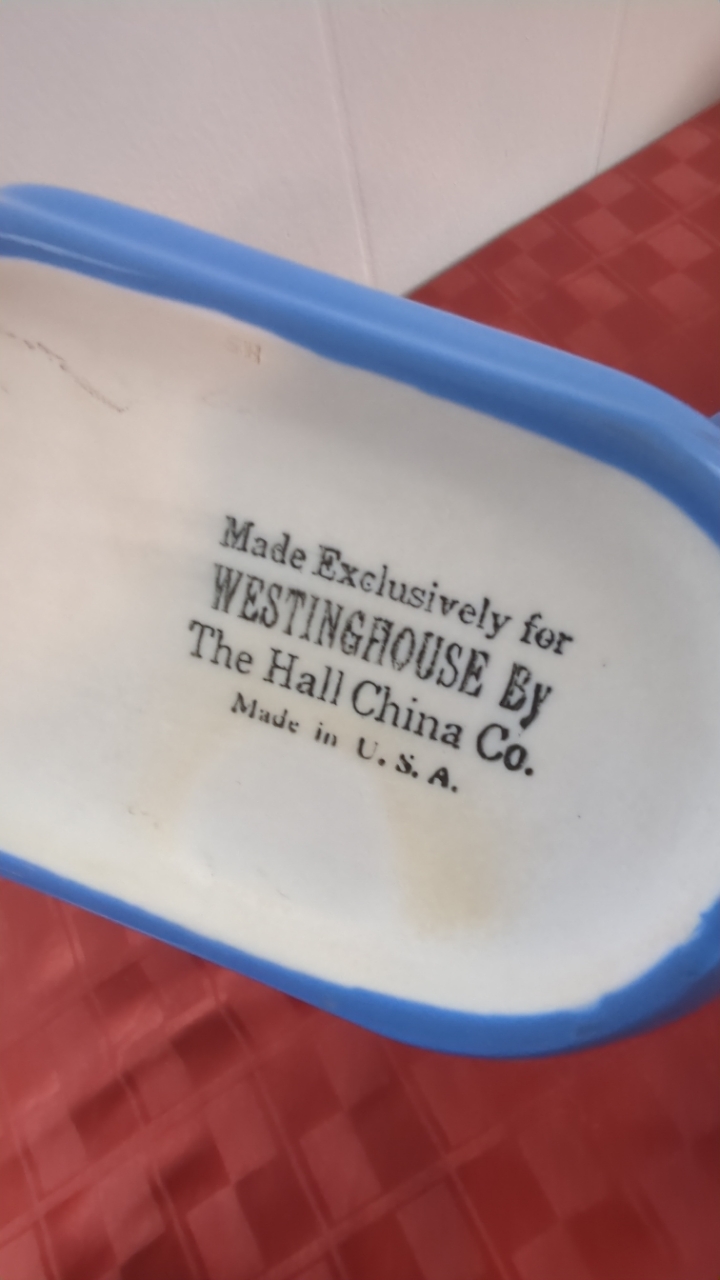 Made Exclusively for
WESTINGHOUSE By
The Hall China Co.
Made in U.S.A.